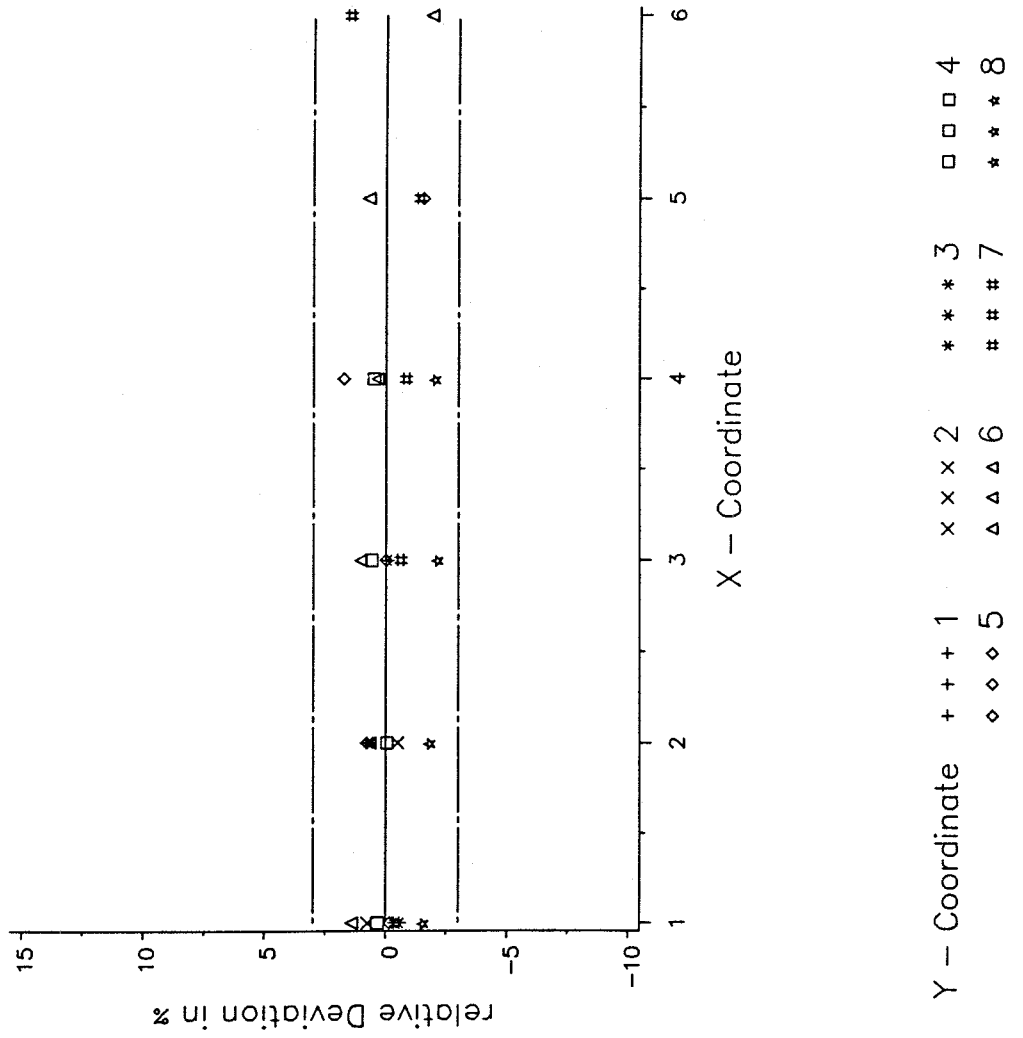 relative Deviation in %
15
10
5
0
−5
−10
1 2 3 4 5 6
X − Coordinate
Y − Coordinate + + + 1 × × × 2 * * * 3 □ □ □ 4
◇ ◇ ◇ 5 △ △ △ 6 # # # 7 ☆ ☆ ☆ 8